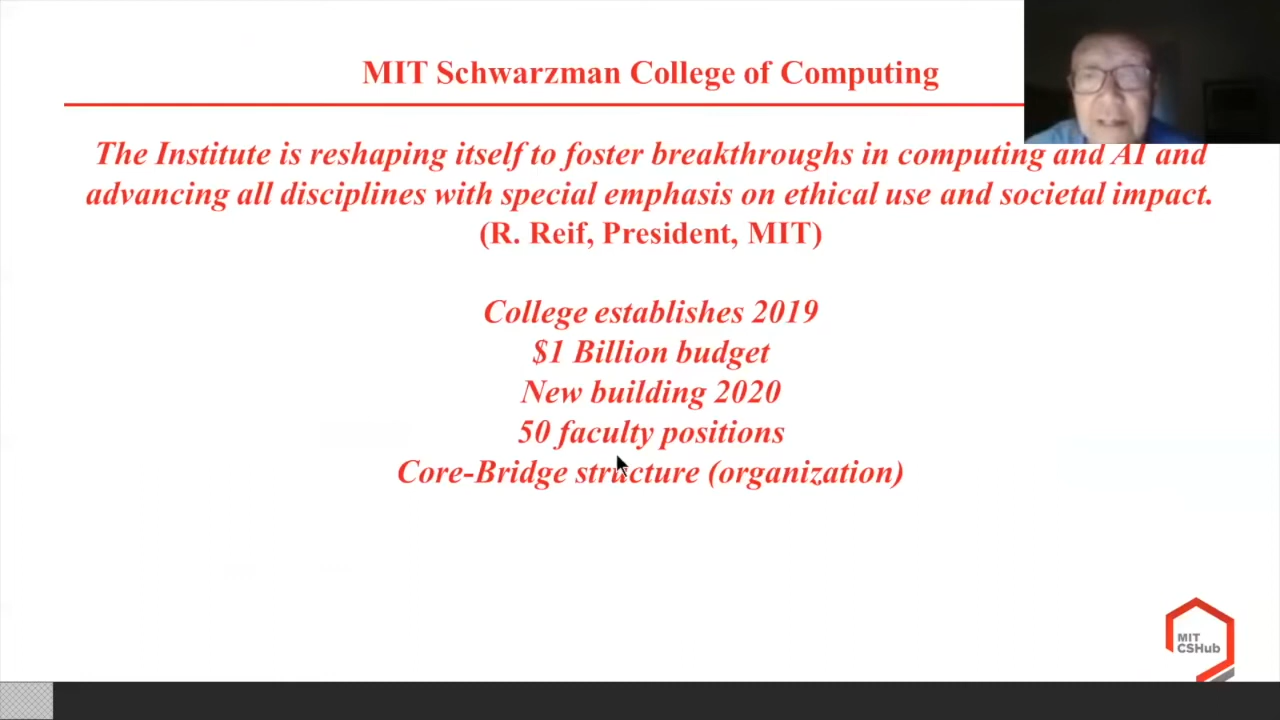 MIT Schwarzman College of Computing
The Institute is reshaping itself to foster breakthroughs in computing and AI and
advancing all disciplines with special emphasis on ethical use and societal impact.
(R. Reif, President, MIT)
College establishes 2019
$1 Billion budget
New building 2020
50 faculty positions
Core-Bridge structure (organization)
MIT
CSHub